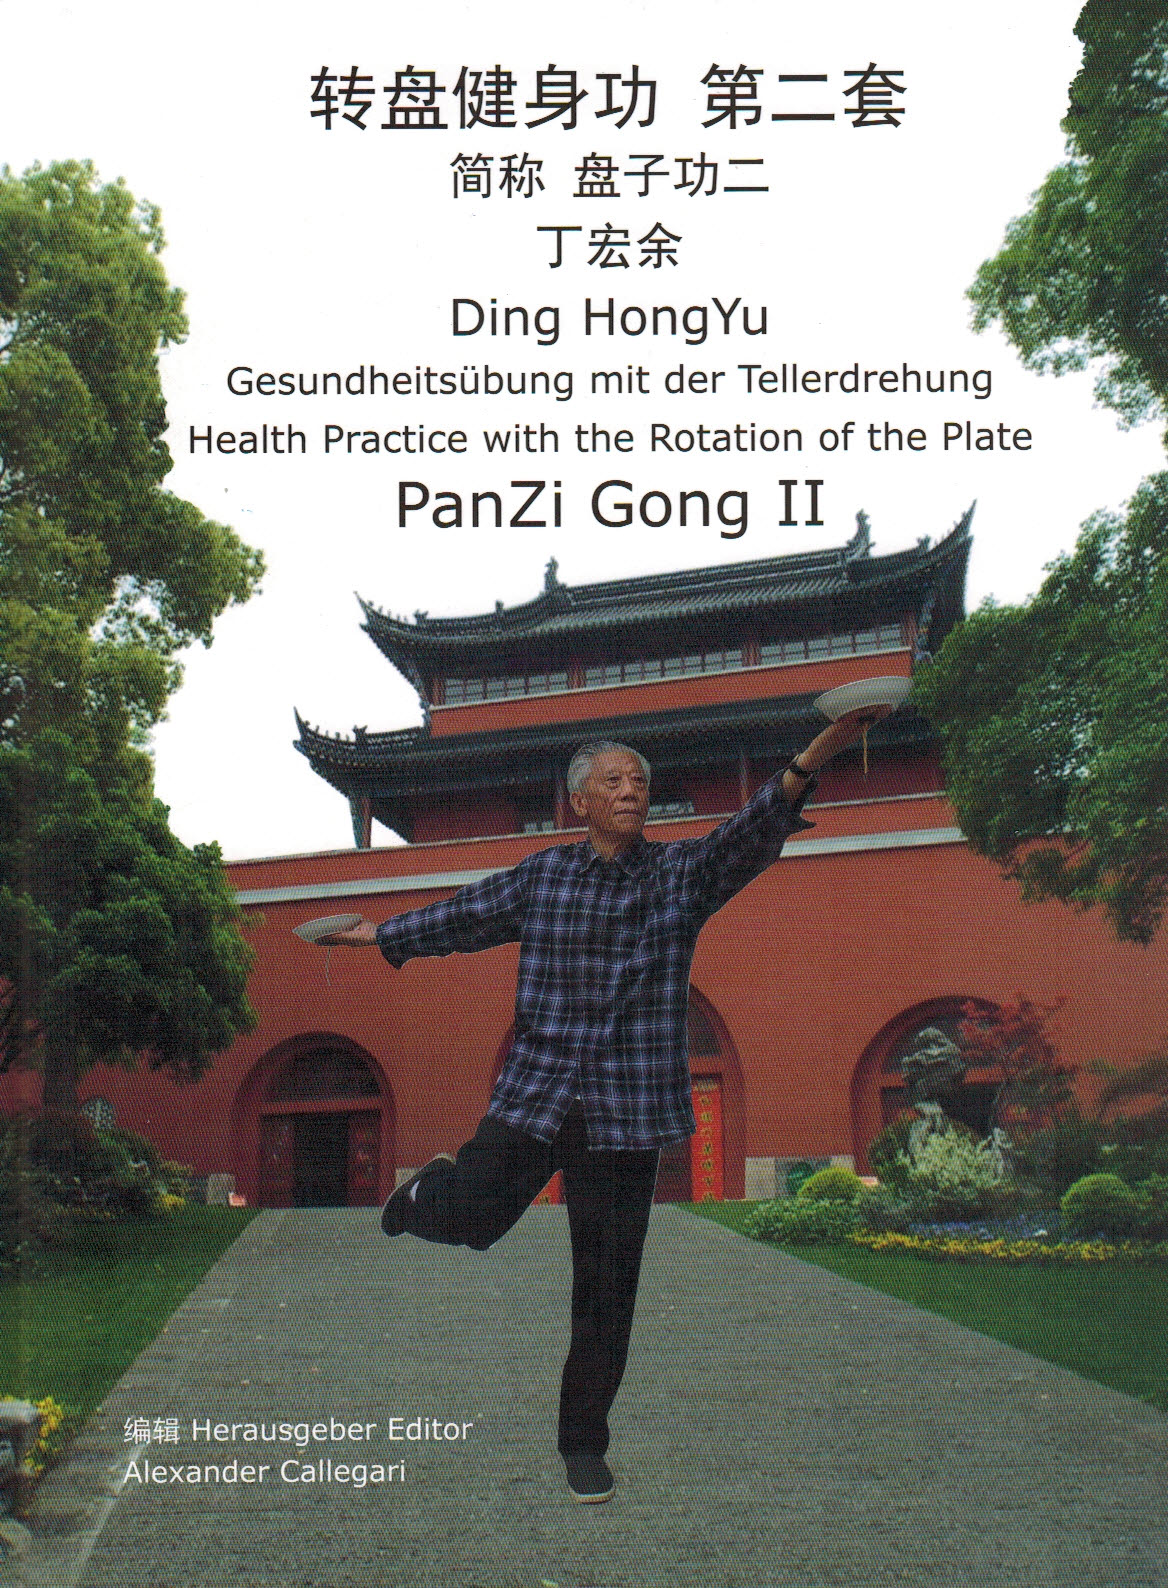 转盘健身功 第二套
简称 盘子功二
丁宏余
Ding HongYu
Gesundheitsübung mit der Tellerdrehung
Health Practice with the Rotation of the Plate
PanZi Gong II
编辑 Herausgeber Editor
Alexander Callegari